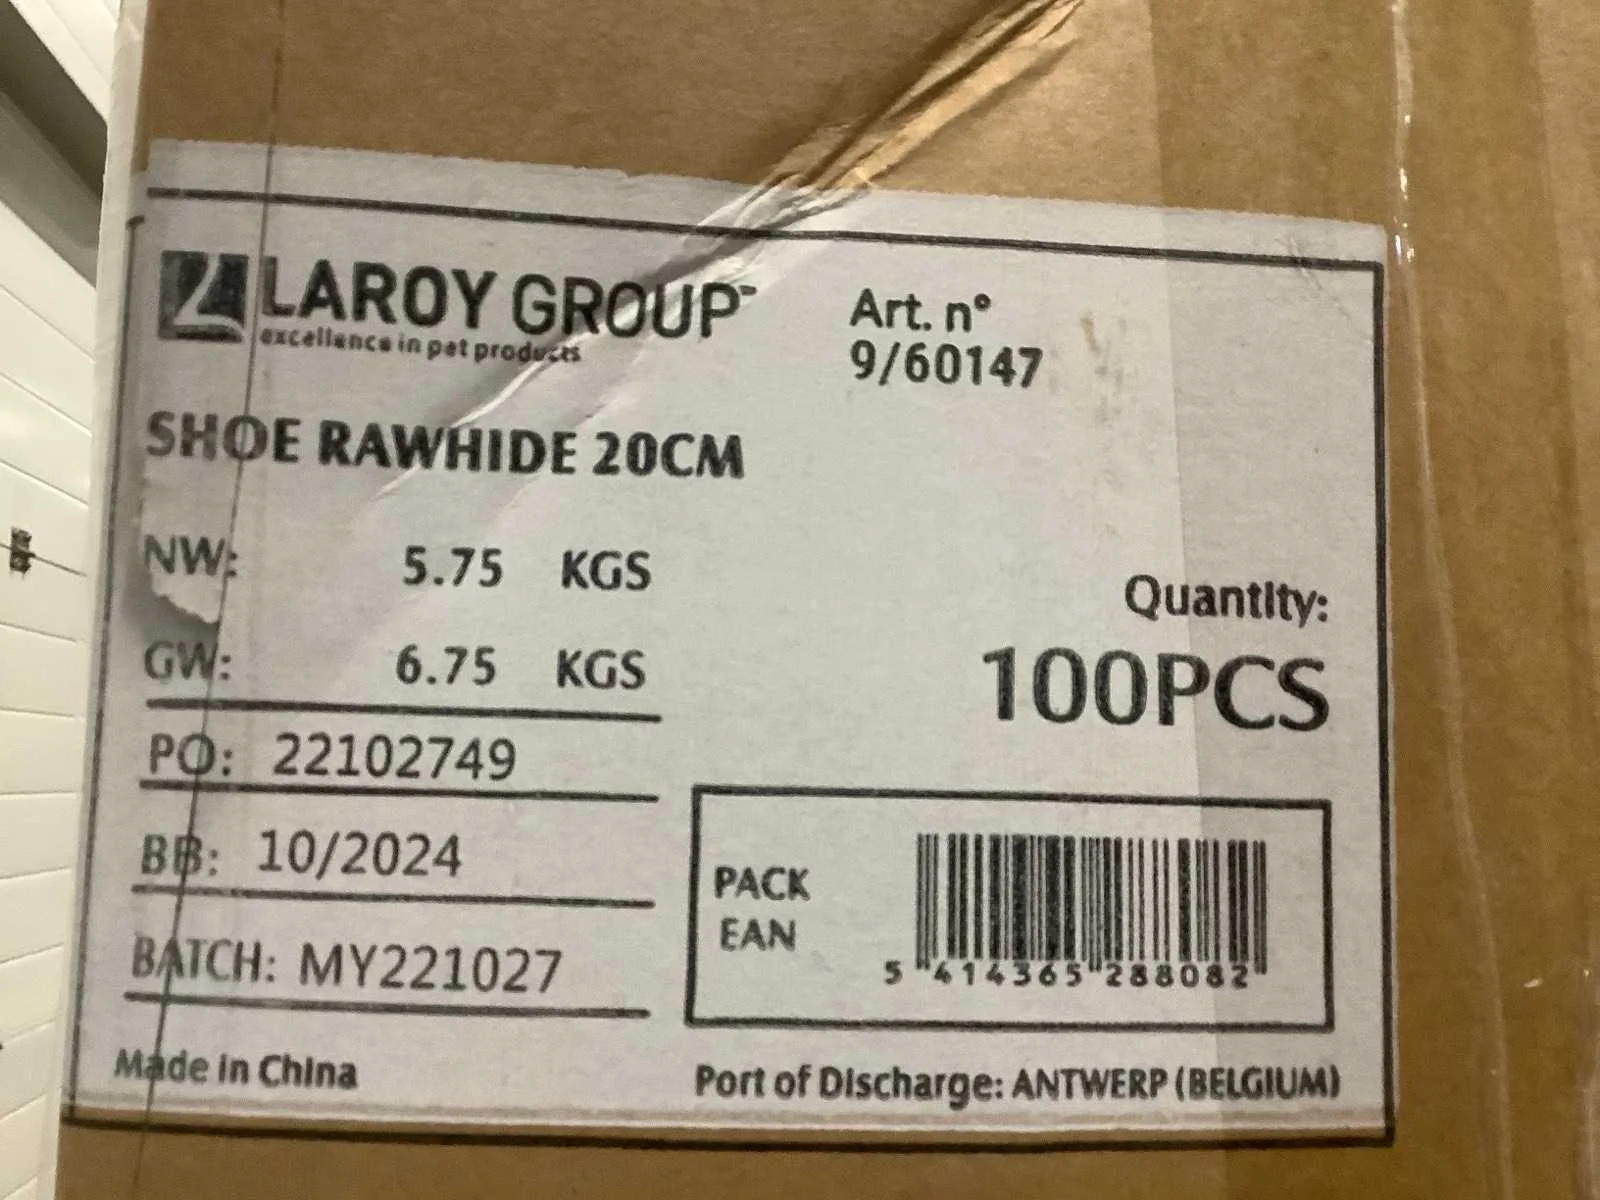 LAROY GROUP™
excellence in pet products
Art. n°
9/60147
SHOE RAWHIDE 20CM
NW: 5.75 KGS
GW: 6.75 KGS
Quantity:
100PCS
PO: 22102749
BB: 10/2024
BATCH: MY221027
PACK
EAN
5 414365 288082
Made in China
Port of Discharge: ANTWERP (BELGIUM)